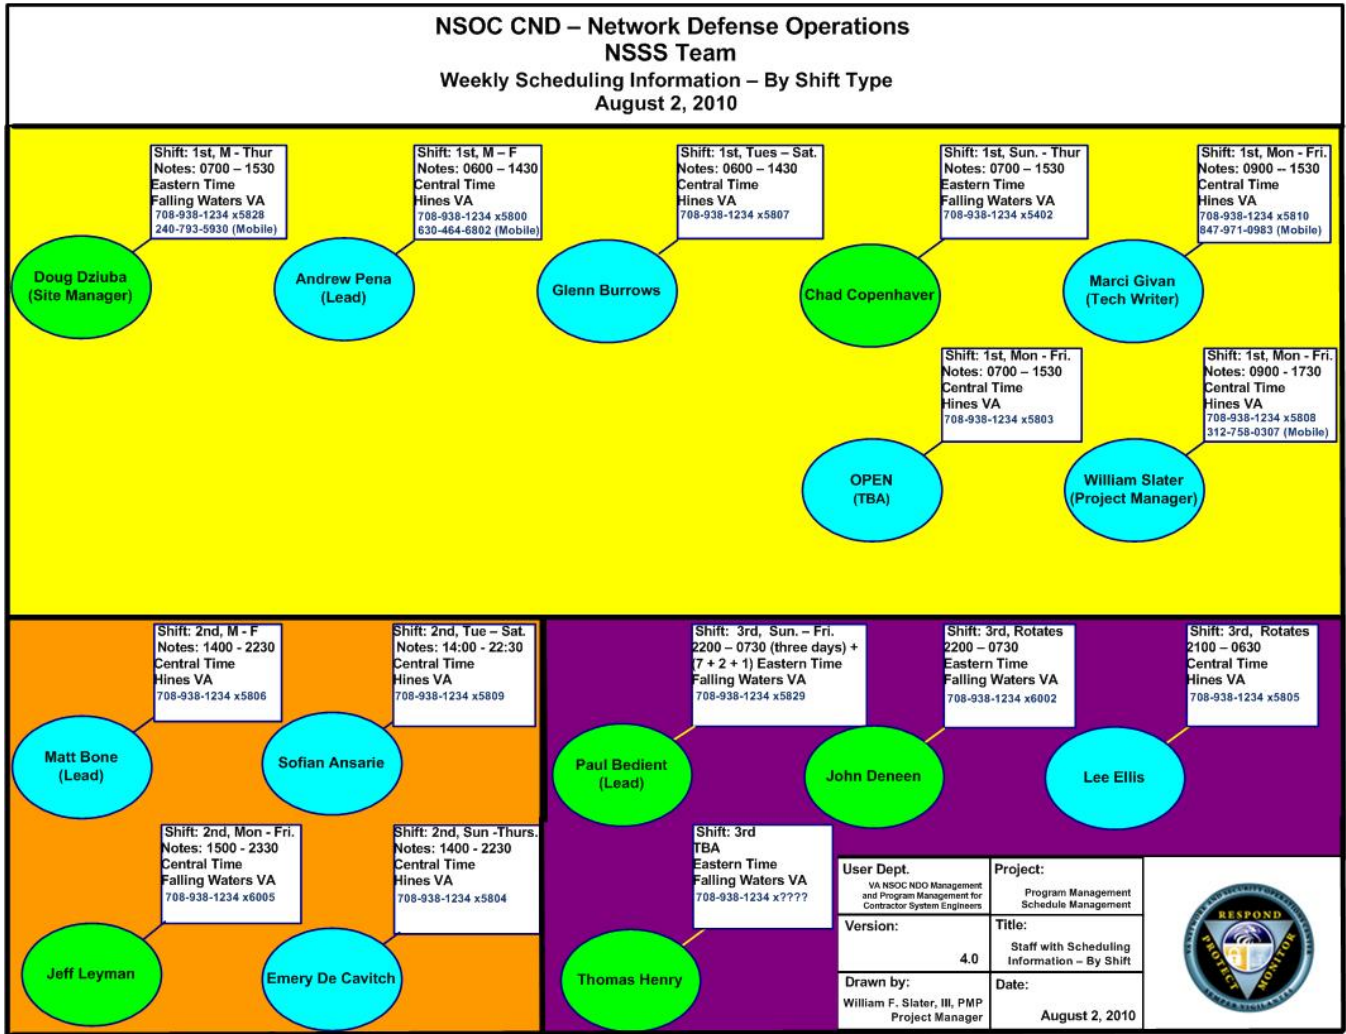 NSOC CND – Network Defense Operations
NSSS Team
Weekly Scheduling Information – By Shift Type
August 2, 2010
Shift: 1st, M - Thur
Notes: 0700 – 1530
Eastern Time
Falling Waters VA
708-938-1234 x5828
240-793-5930 (Mobile)
Doug Dziuba
(Site Manager)
Shift: 1st, M – F
Notes: 0600 – 1430
Central Time
Hines VA
708-938-1234 x5800
630-464-6802 (Mobile)
Andrew Pena
(Lead)
Shift: 1st, Tues – Sat.
Notes: 0600 – 1430
Central Time
Hines VA
708-938-1234 x5807
Glenn Burrows
Shift: 1st, Sun. - Thur
Notes: 0700 – 1530
Eastern Time
Falling Waters VA
708-938-1234 x5402
Chad Copenhaver
Shift: 1st, Mon - Fri.
Notes: 0900 -- 1530
Central Time
Hines VA
708-938-1234 x5810
847-971-0983 (Mobile)
Marci Givan
(Tech Writer)
Shift: 1st, Mon - Fri.
Notes: 0700 – 1530
Central Time
Hines VA
708-938-1234 x5803
OPEN
(TBA)
Shift: 1st, Mon - Fri.
Notes: 0900 - 1730
Central Time
Hines VA
708-938-1234 x5808
312-758-0307 (Mobile)
William Slater
(Project Manager)
Shift: 2nd, M - F
Notes: 1400 - 2230
Central Time
Hines VA
708-938-1234 x5806
Matt Bone
(Lead)
Shift: 2nd, Tue – Sat.
Notes: 14:00 - 22:30
Central Time
Hines VA
708-938-1234 x5809
Sofian Ansarie
Shift: 2nd, Mon - Fri.
Notes: 1500 - 2330
Central Time
Falling Waters VA
708-938-1234 x6005
Jeff Leyman
Shift: 2nd, Sun -Thurs.
Notes: 1400 - 2230
Central Time
Hines VA
708-938-1234 x5804
Emery De Cavitch
Shift: 3rd, Sun. – Fri.
2200 – 0730 (three days) +
(7 + 2 + 1) Eastern Time
Falling Waters VA
708-938-1234 x5829
Paul Bedient
(Lead)
Shift: 3rd, Rotates
2200 – 0730
Eastern Time
Falling Waters VA
708-938-1234 x6002
John Deneen
Shift: 3rd, Rotates
2100 – 0630
Central Time
Hines VA
708-938-1234 x5805
Lee Ellis
Shift: 3rd
TBA
Eastern Time
Falling Waters VA
708-938-1234 x????
Thomas Henry
User Dept.
VA NSOC NDO Management
and Program Management for
Contractor System Engineers
Project:
Program Management
Schedule Management
Version:
4.0
Title:
Staff with Scheduling
Information – By Shift
Drawn by:
William F. Slater, III, PMP
Project Manager
Date:
August 2, 2010
VA NETWORK AND SECURITY OPERATIONS CENTER
RESPOND
PROTECT
MONITOR
SEMPER VIGILANTES